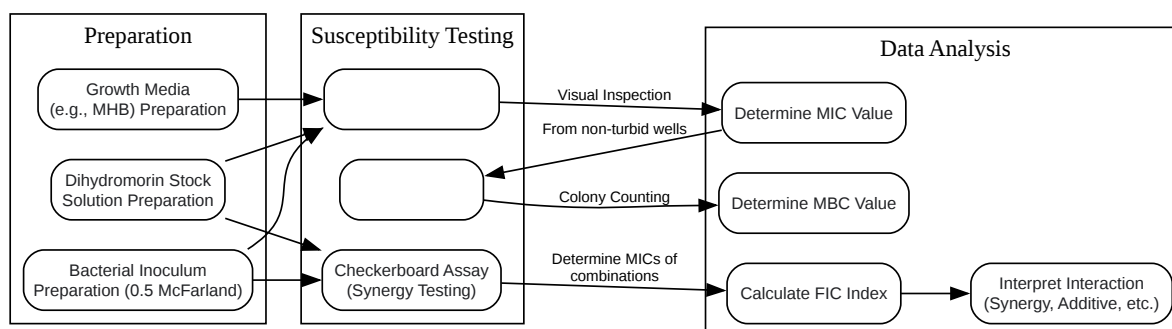 Preparation
Growth Media
(e.g., MHB) Preparation
Dihydromorin Stock
Solution Preparation
Bacterial Inoculum
Preparation (0.5 McFarland)
Susceptibility Testing
Checkerboard Assay
(Synergy Testing)
Visual Inspection
From non-turbid wells
Colony Counting
Determine MICs of
combinations
Data Analysis
Determine MIC Value
Determine MBC Value
Calculate FIC Index
Interpret Interaction
(Synergy, Additive, etc.)